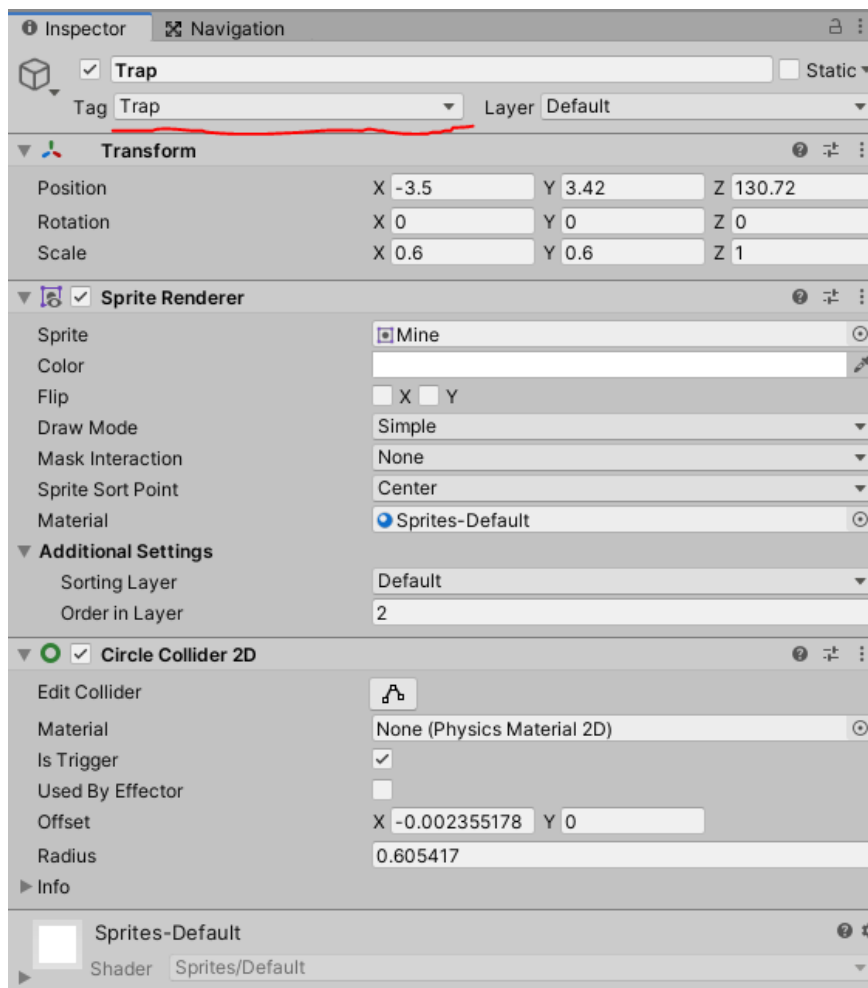 Inspector Navigation
Trap
Static
Tag Trap Layer Default
Transform
Position X -3.5 Y 3.42 Z 130.72
Rotation X 0 Y 0 Z 0
Scale X 0.6 Y 0.6 Z 1
Sprite Renderer
Sprite Mine
Color
Flip X Y
Draw Mode Simple
Mask Interaction None
Sprite Sort Point Center
Material Sprites-Default
Additional Settings
Sorting Layer Default
Order in Layer 2
Circle Collider 2D
Edit Collider
Material None (Physics Material 2D)
Is Trigger
Used By Effector
Offset X -0.002355178 Y 0
Radius 0.605417
Info
Sprites-Default
Shader Sprites/Default